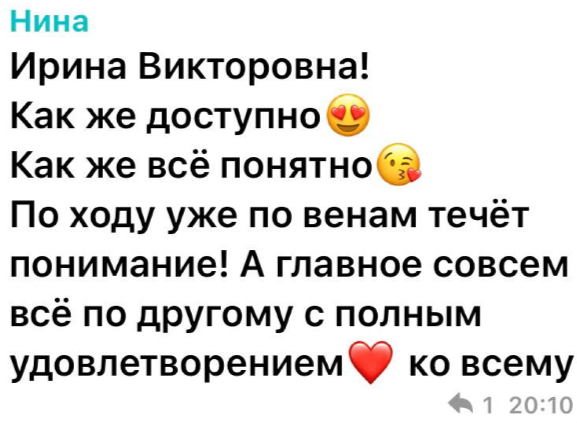 Нина
Ирина Викторовна!
Как же доступно😍
Как же всё понятно😘
По ходу уже по венам течёт
понимание! А главное совсем
всё по другому с полным
удовлетворением❤️ ко всему
1 20:10